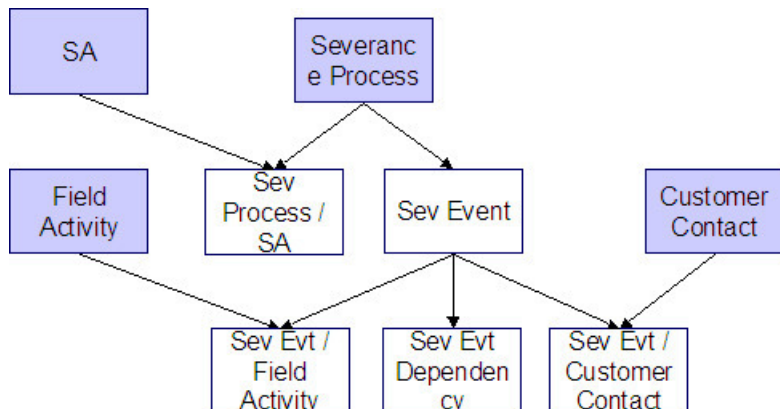 SA
Severanc
e Process
Field
Activity
Sev
Process /
SA
Sev Event
Customer
Contact
Sev Evt /
Field
Activity
Sev Evt
Dependen
cy
Sev Evt /
Customer
Contact